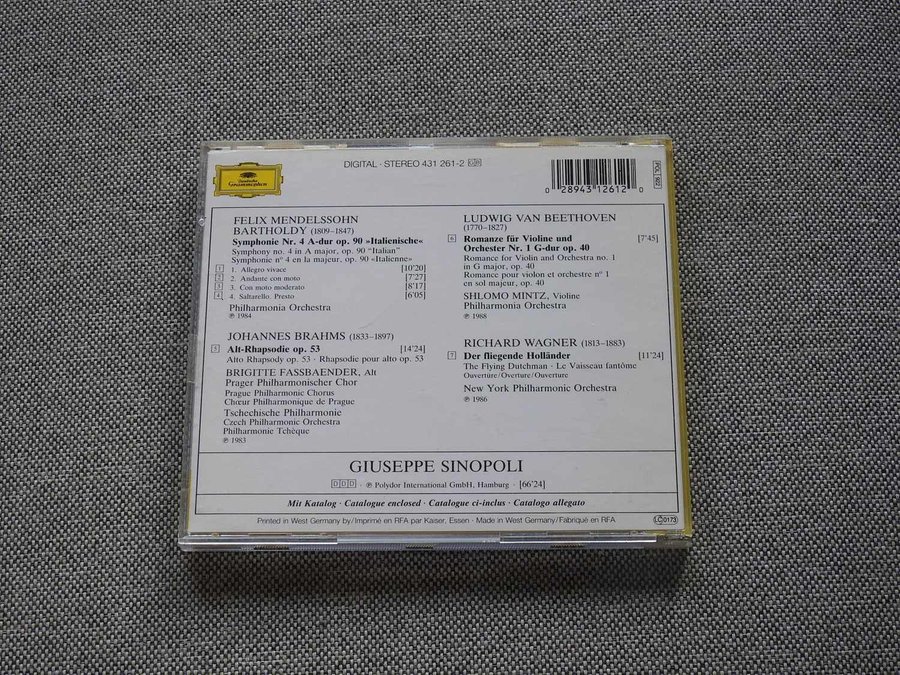 DIGITAL · STEREO 431 261-2 GB
Deutsche
Grammophon
0 28943 12612 0
POL 192
FELIX MENDELSSOHN
BARTHOLDY (1809–1847)
Symphonie Nr. 4 A-dur op. 90 »Italienische«
Symphony no. 4 in A major, op. 90 “Italian”
Symphonie n° 4 en la majeur, op. 90 «Italienne»
1 1. Allegro vivace [10'20]
2 2. Andante con moto [7'27]
3 3. Con moto moderato [8'17]
4 4. Saltarello. Presto [6'05]
Philharmonia Orchestra
℗ 1984
JOHANNES BRAHMS (1833–1897)
5 Alt-Rhapsodie op. 53 [14'24]
Alto Rhapsody op. 53 · Rhapsodie pour alto op. 53
BRIGITTE FASSBAENDER, Alt
Prager Philharmonischer Chor
Prague Philharmonic Chorus
Chœur Philharmonique de Prague
Tschechische Philharmonie
Czech Philharmonic Orchestra
Philharmonie Tchèque
℗ 1983
LUDWIG VAN BEETHOVEN
(1770–1827)
6 Romanze für Violine und [7'45]
Orchester Nr. 1 G-dur op. 40
Romance for Violin and Orchestra no. 1
in G major, op. 40
Romance pour violon et orchestre n° 1
en sol majeur, op. 40
SHLOMO MINTZ, Violine
Philharmonia Orchestra
℗ 1988
RICHARD WAGNER (1813–1883)
7 Der fliegende Holländer [11'24]
The Flying Dutchman · Le Vaisseau fantôme
Ouvertüre/Overture/Ouverture
New York Philharmonic Orchestra
℗ 1986
GIUSEPPE SINOPOLI
DDD · ℗ Polydor International GmbH, Hamburg · [66'24]
Mit Katalog · Catalogue enclosed · Catalogue ci-inclus · Catalogo allegato
Printed in West Germany by/Imprimé en RFA par Kaiser, Essen · Made in West Germany/Fabriqué en RFA
LC 0173